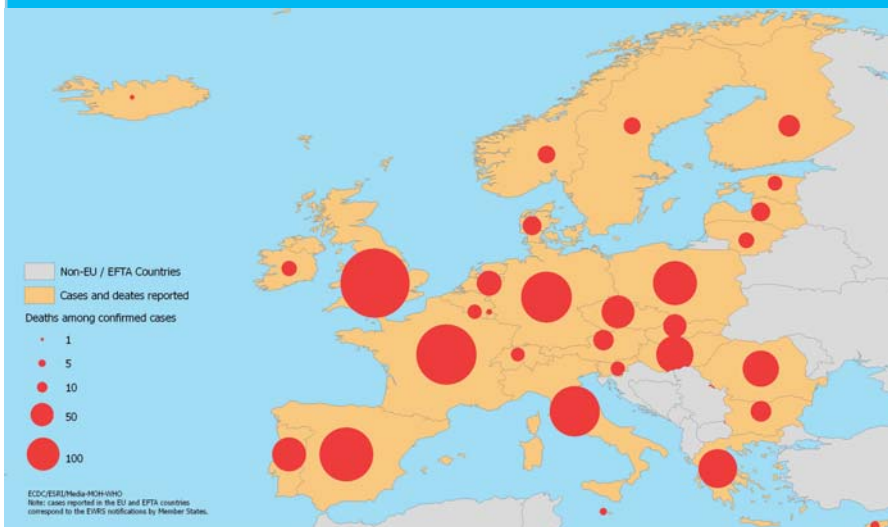 Non-EU / EFTA Countries
Cases and deates reported
Deaths among confirmed cases
1
5
10
50
100
ECDC/ESRI/Media-MOH-WHO
Note: cases reported in the EU and EFTA countries
correspond to the EWRS notifications by Member States.